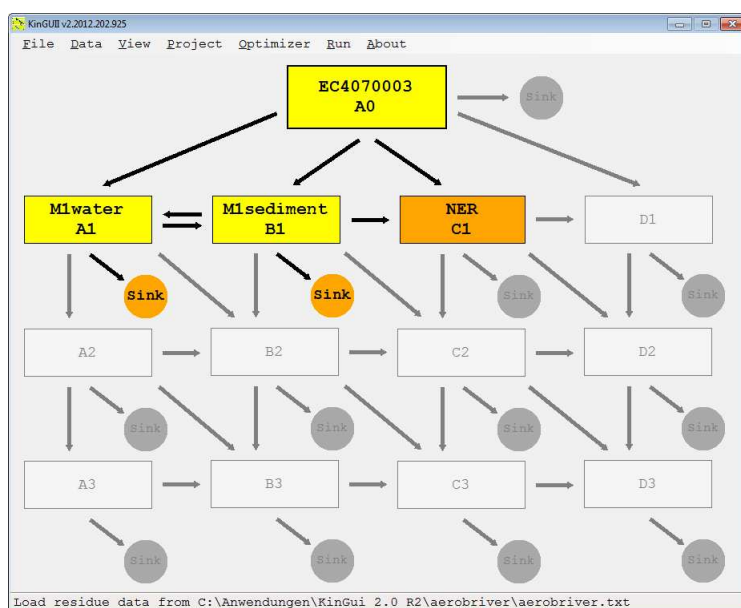 KinGUII v2.2012.202.925
File Data View Project Optimizer Run About
EC4070003
A0
Sink
M1water
A1
M1sediment
B1
NER
C1
D1
Sink
Sink
Sink
Sink
A2
B2
C2
D2
Sink
Sink
Sink
Sink
A3
B3
C3
D3
Sink
Sink
Sink
Sink
Load residue data from C:\Anwendungen\KinGui 2.0 R2\aerobriver\aerobriver.txt